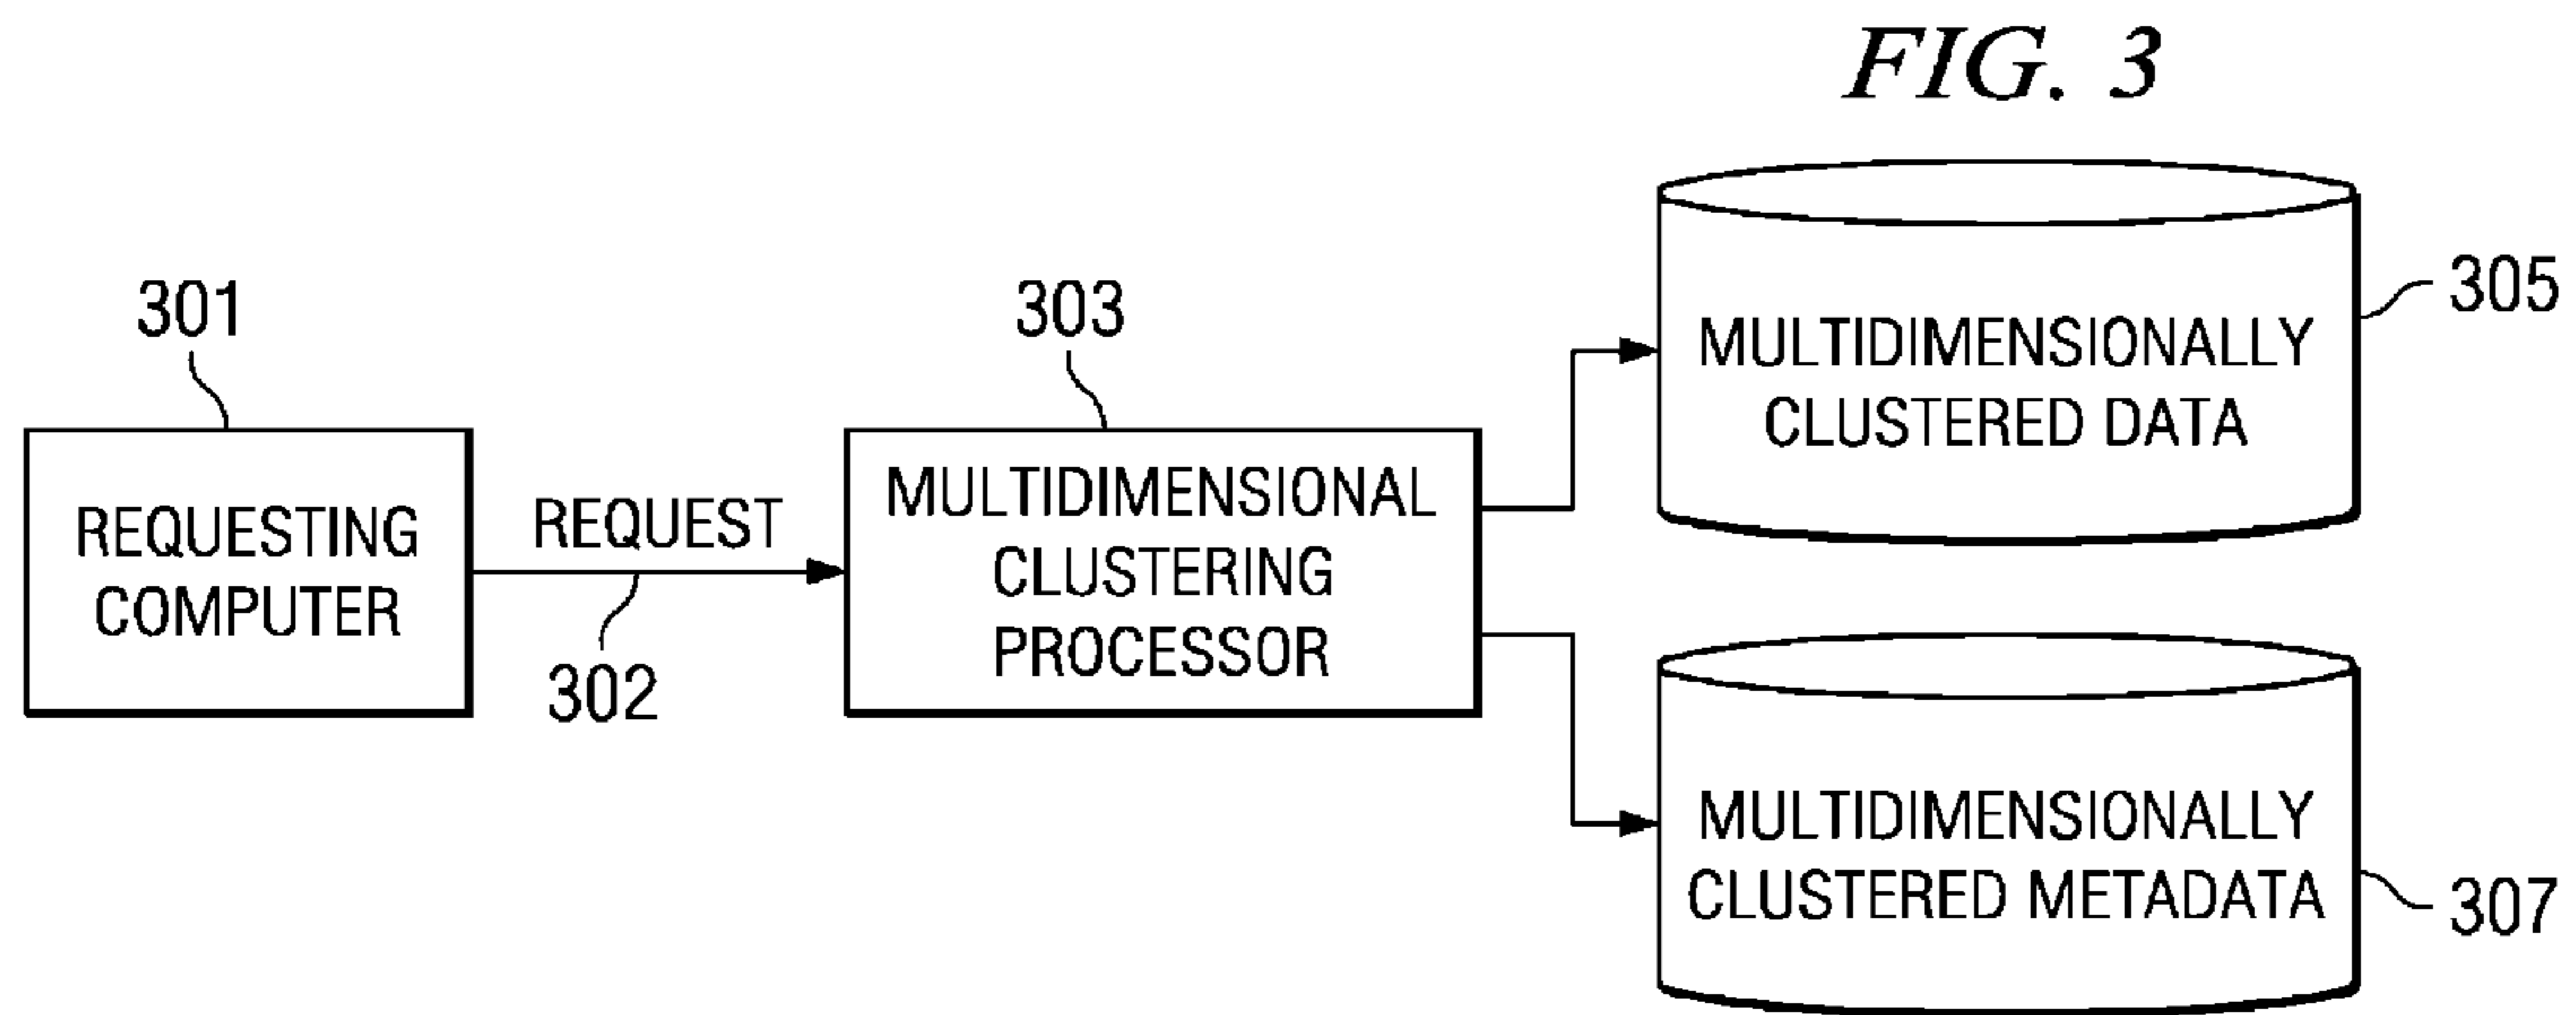 FIG. 3
301
REQUESTING
COMPUTER
REQUEST
302
303
MULTIDIMENSIONAL
CLUSTERING
PROCESSOR
MULTIDIMENSIONALLY
CLUSTERED DATA
305
MULTIDIMENSIONALLY
CLUSTERED METADATA
307